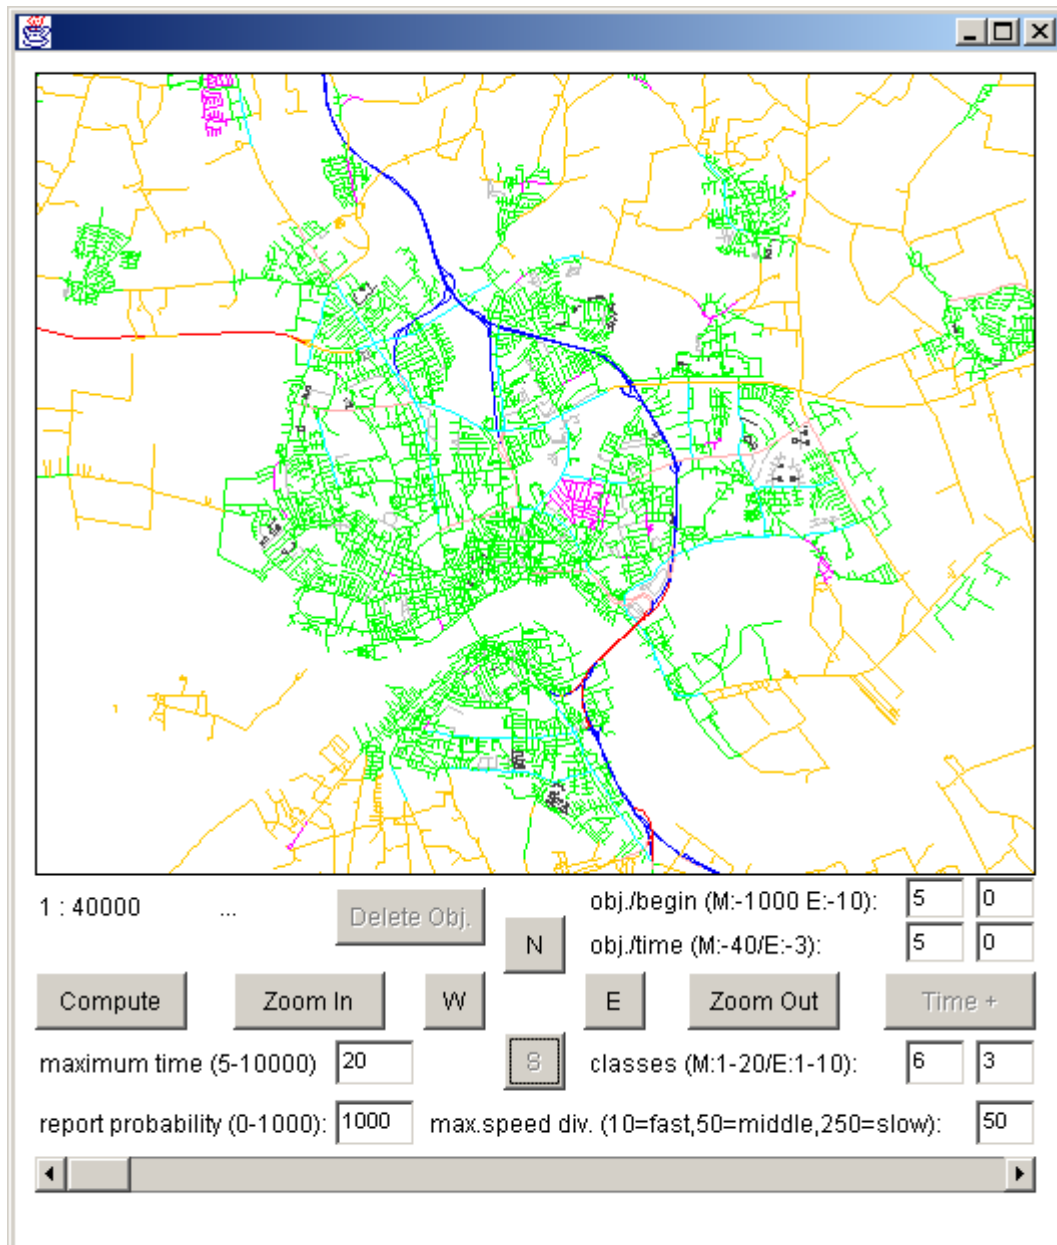 1 : 40000 ... Delete Obj. obj./begin (M:-1000 E:-10): 5 0
N obj./time (M:-40/E:-3): 5 0
Compute Zoom In W E Zoom Out Time +
maximum time (5-10000) 20 S classes (M:1-20/E:1-10): 6 3
report probability (0-1000): 1000 max.speed div. (10=fast,50=middle,250=slow): 50